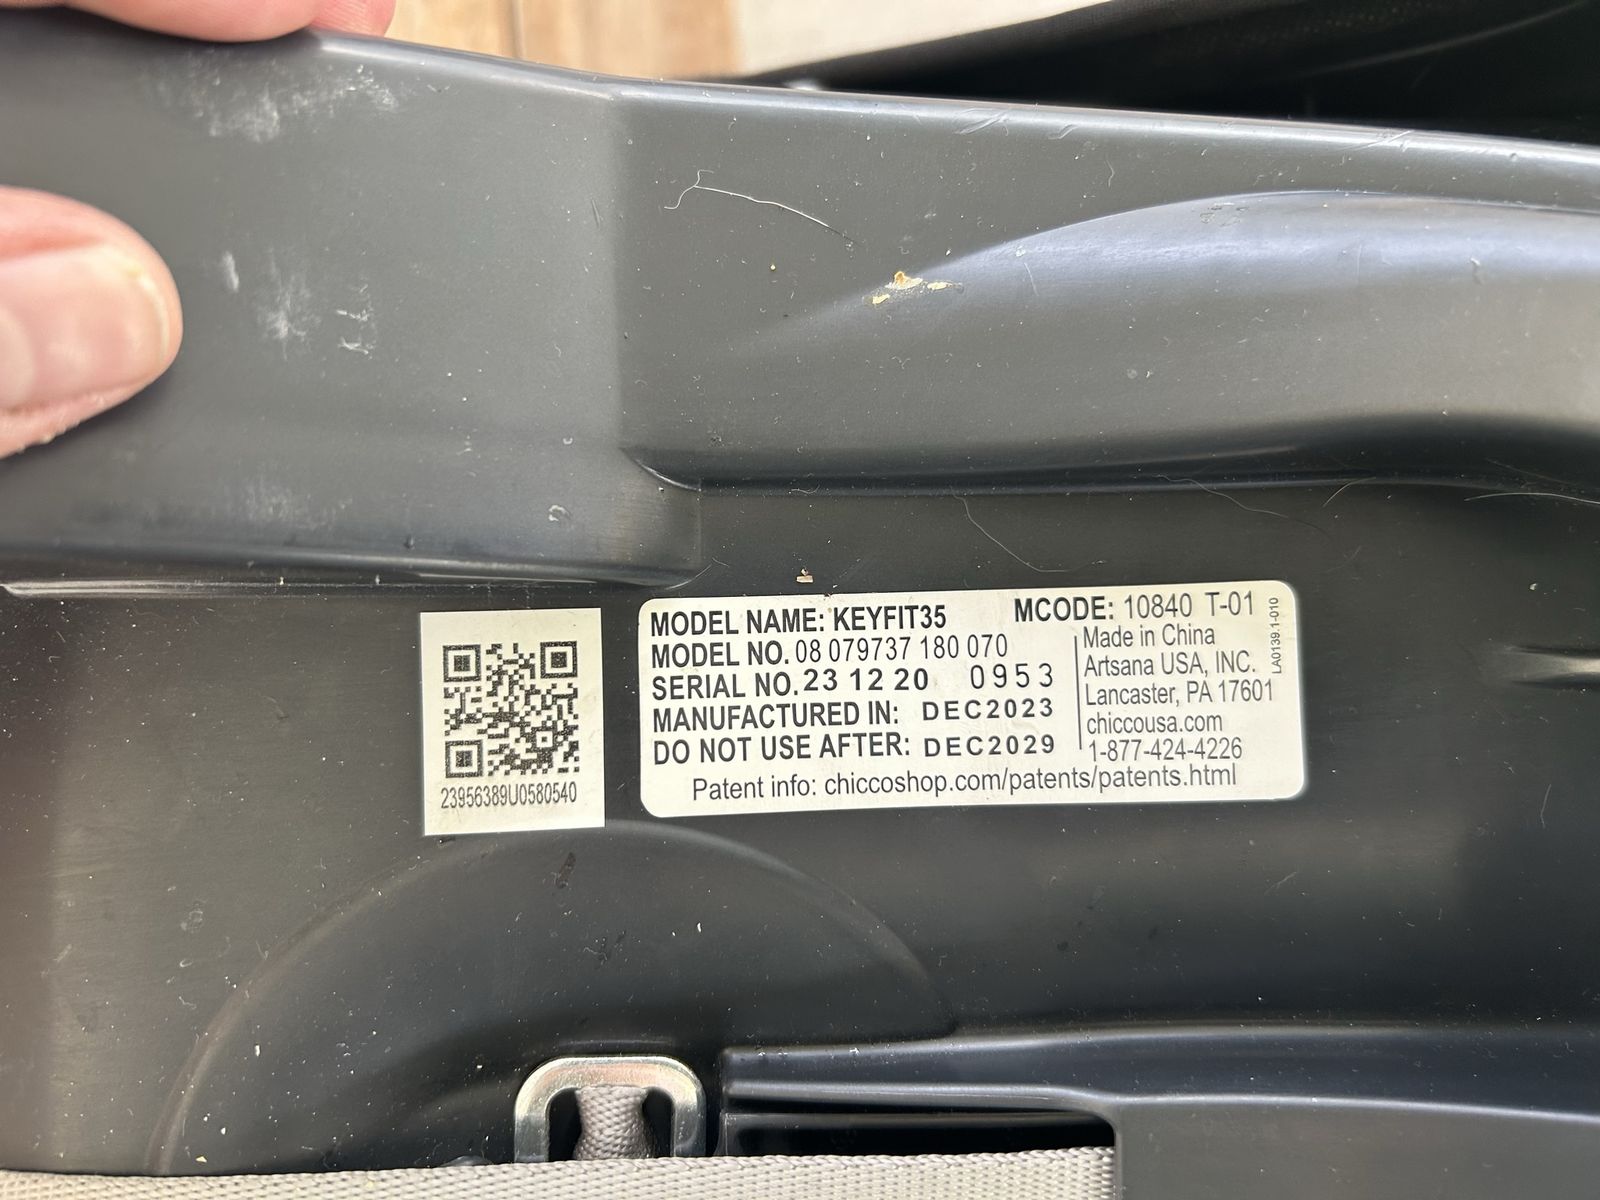 MODEL NAME: KEYFIT35 MCODE: 10840 T-01
MODEL NO. 08 079737 180 070
SERIAL NO. 23 12 20 0953
MANUFACTURED IN: DEC2023
DO NOT USE AFTER: DEC2029
Made in China
Artsana USA, INC.
Lancaster, PA 17601
chiccousa.com
1-877-424-4226
Patent info: chiccoshop.com/patents/patents.html
LA0139.1-010
23956389U0580540